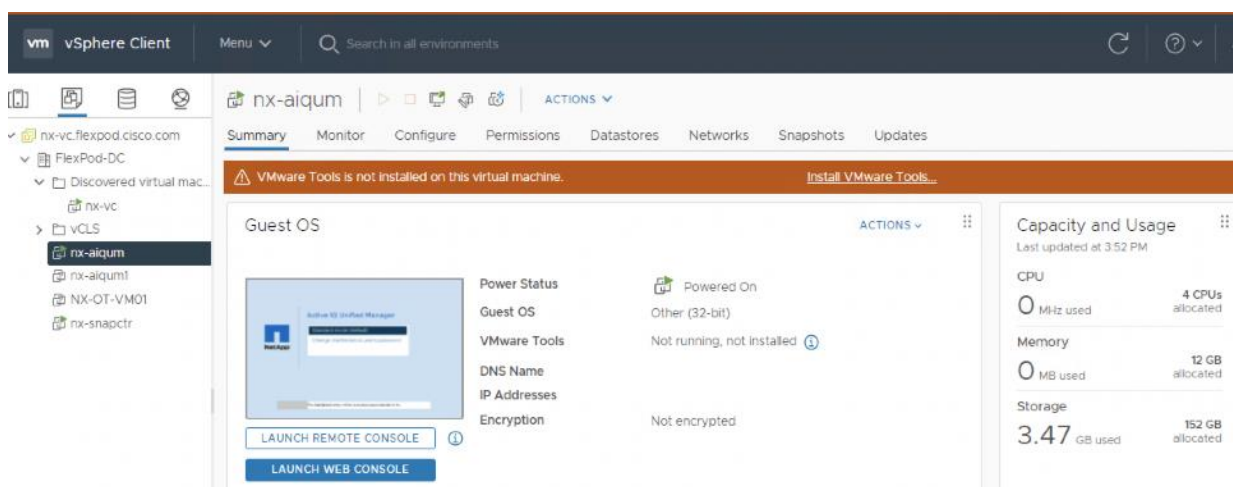 vm vSphere Client Menu Search in all environments
nx-vc.flexpod.cisco.com
FlexPod-DC
Discovered virtual mac...
nx-vc
vCLS
nx-aiqum
nx-aiqum1
NX-OT-VM01
nx-snapctr
nx-aiqum ACTIONS
Summary Monitor Configure Permissions Datastores Networks Snapshots Updates
VMware Tools is not installed on this virtual machine. Install VMware Tools...
Guest OS ACTIONS
Active IQ Unified Manager
NetApp
LAUNCH REMOTE CONSOLE
LAUNCH WEB CONSOLE
Power Status Powered On
Guest OS Other (32-bit)
VMware Tools Not running, not installed
DNS Name
IP Addresses
Encryption Not encrypted
Capacity and Usage
Last updated at 3:52 PM
CPU
0 MHz used 4 CPUs allocated
Memory
0 MB used 12 GB allocated
Storage
3.47 GB used 152 GB allocated